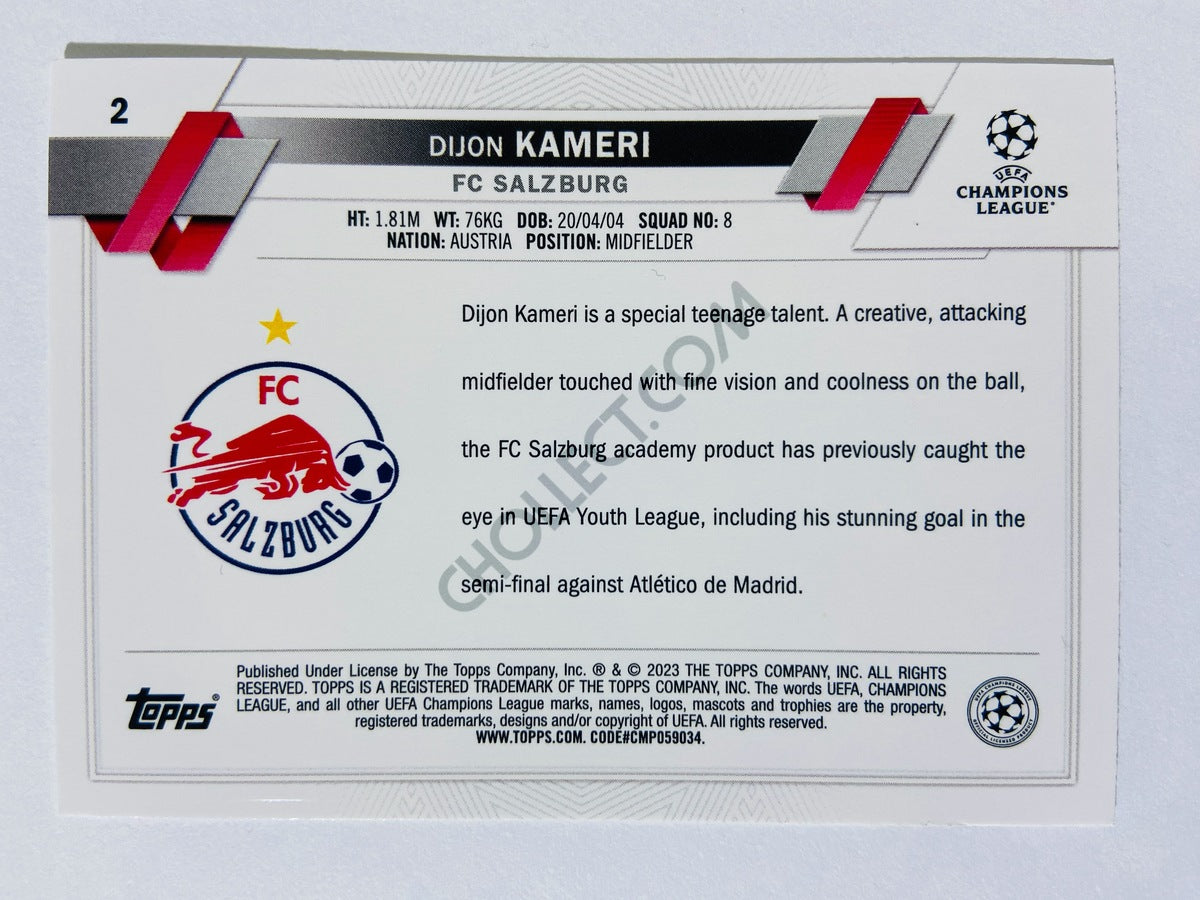 2
DIJON KAMERI
FC SALZBURG
HT: 1.81M WT: 76KG DOB: 20/04/04 SQUAD NO: 8
NATION: AUSTRIA POSITION: MIDFIELDER
UEFA
CHAMPIONS
LEAGUE®
FC
SALZBURG
Dijon Kameri is a special teenage talent. A creative, attacking
midfielder touched with fine vision and coolness on the ball,
the FC Salzburg academy product has previously caught the
eye in UEFA Youth League, including his stunning goal in the
semi-final against Atlético de Madrid.
CHOLLECT.COM
topps®
Published Under License by The Topps Company, Inc. ® & © 2023 THE TOPPS COMPANY, INC. ALL RIGHTS
RESERVED. TOPPS IS A REGISTERED TRADEMARK OF THE TOPPS COMPANY, INC. The words UEFA, CHAMPIONS
LEAGUE, and all other UEFA Champions League marks, names, logos, mascots and trophies are the property,
registered trademarks, designs and/or copyright of UEFA. All rights reserved.
WWW.TOPPS.COM. CODE#CMP059034.
UEFA CHAMPIONS LEAGUE
OFFICIAL LICENSED PRODUCT